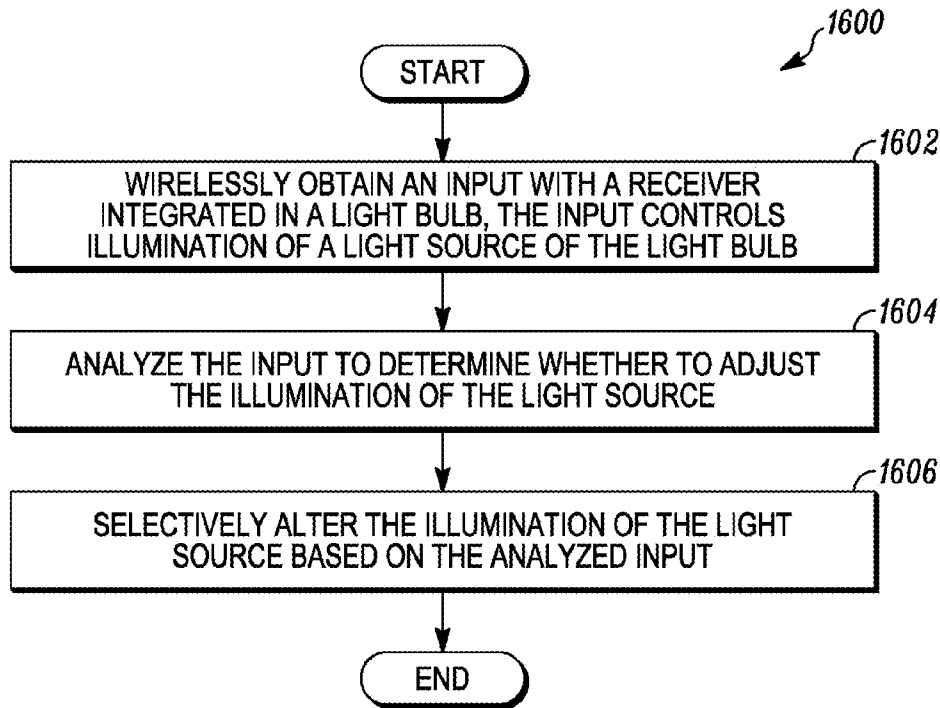 1600
START
1602
WIRELESSLY OBTAIN AN INPUT WITH A RECEIVER
INTEGRATED IN A LIGHT BULB, THE INPUT CONTROLS
ILLUMINATION OF A LIGHT SOURCE OF THE LIGHT BULB
1604
ANALYZE THE INPUT TO DETERMINE WHETHER TO ADJUST
THE ILLUMINATION OF THE LIGHT SOURCE
1606
SELECTIVELY ALTER THE ILLUMINATION OF THE LIGHT
SOURCE BASED ON THE ANALYZED INPUT
END